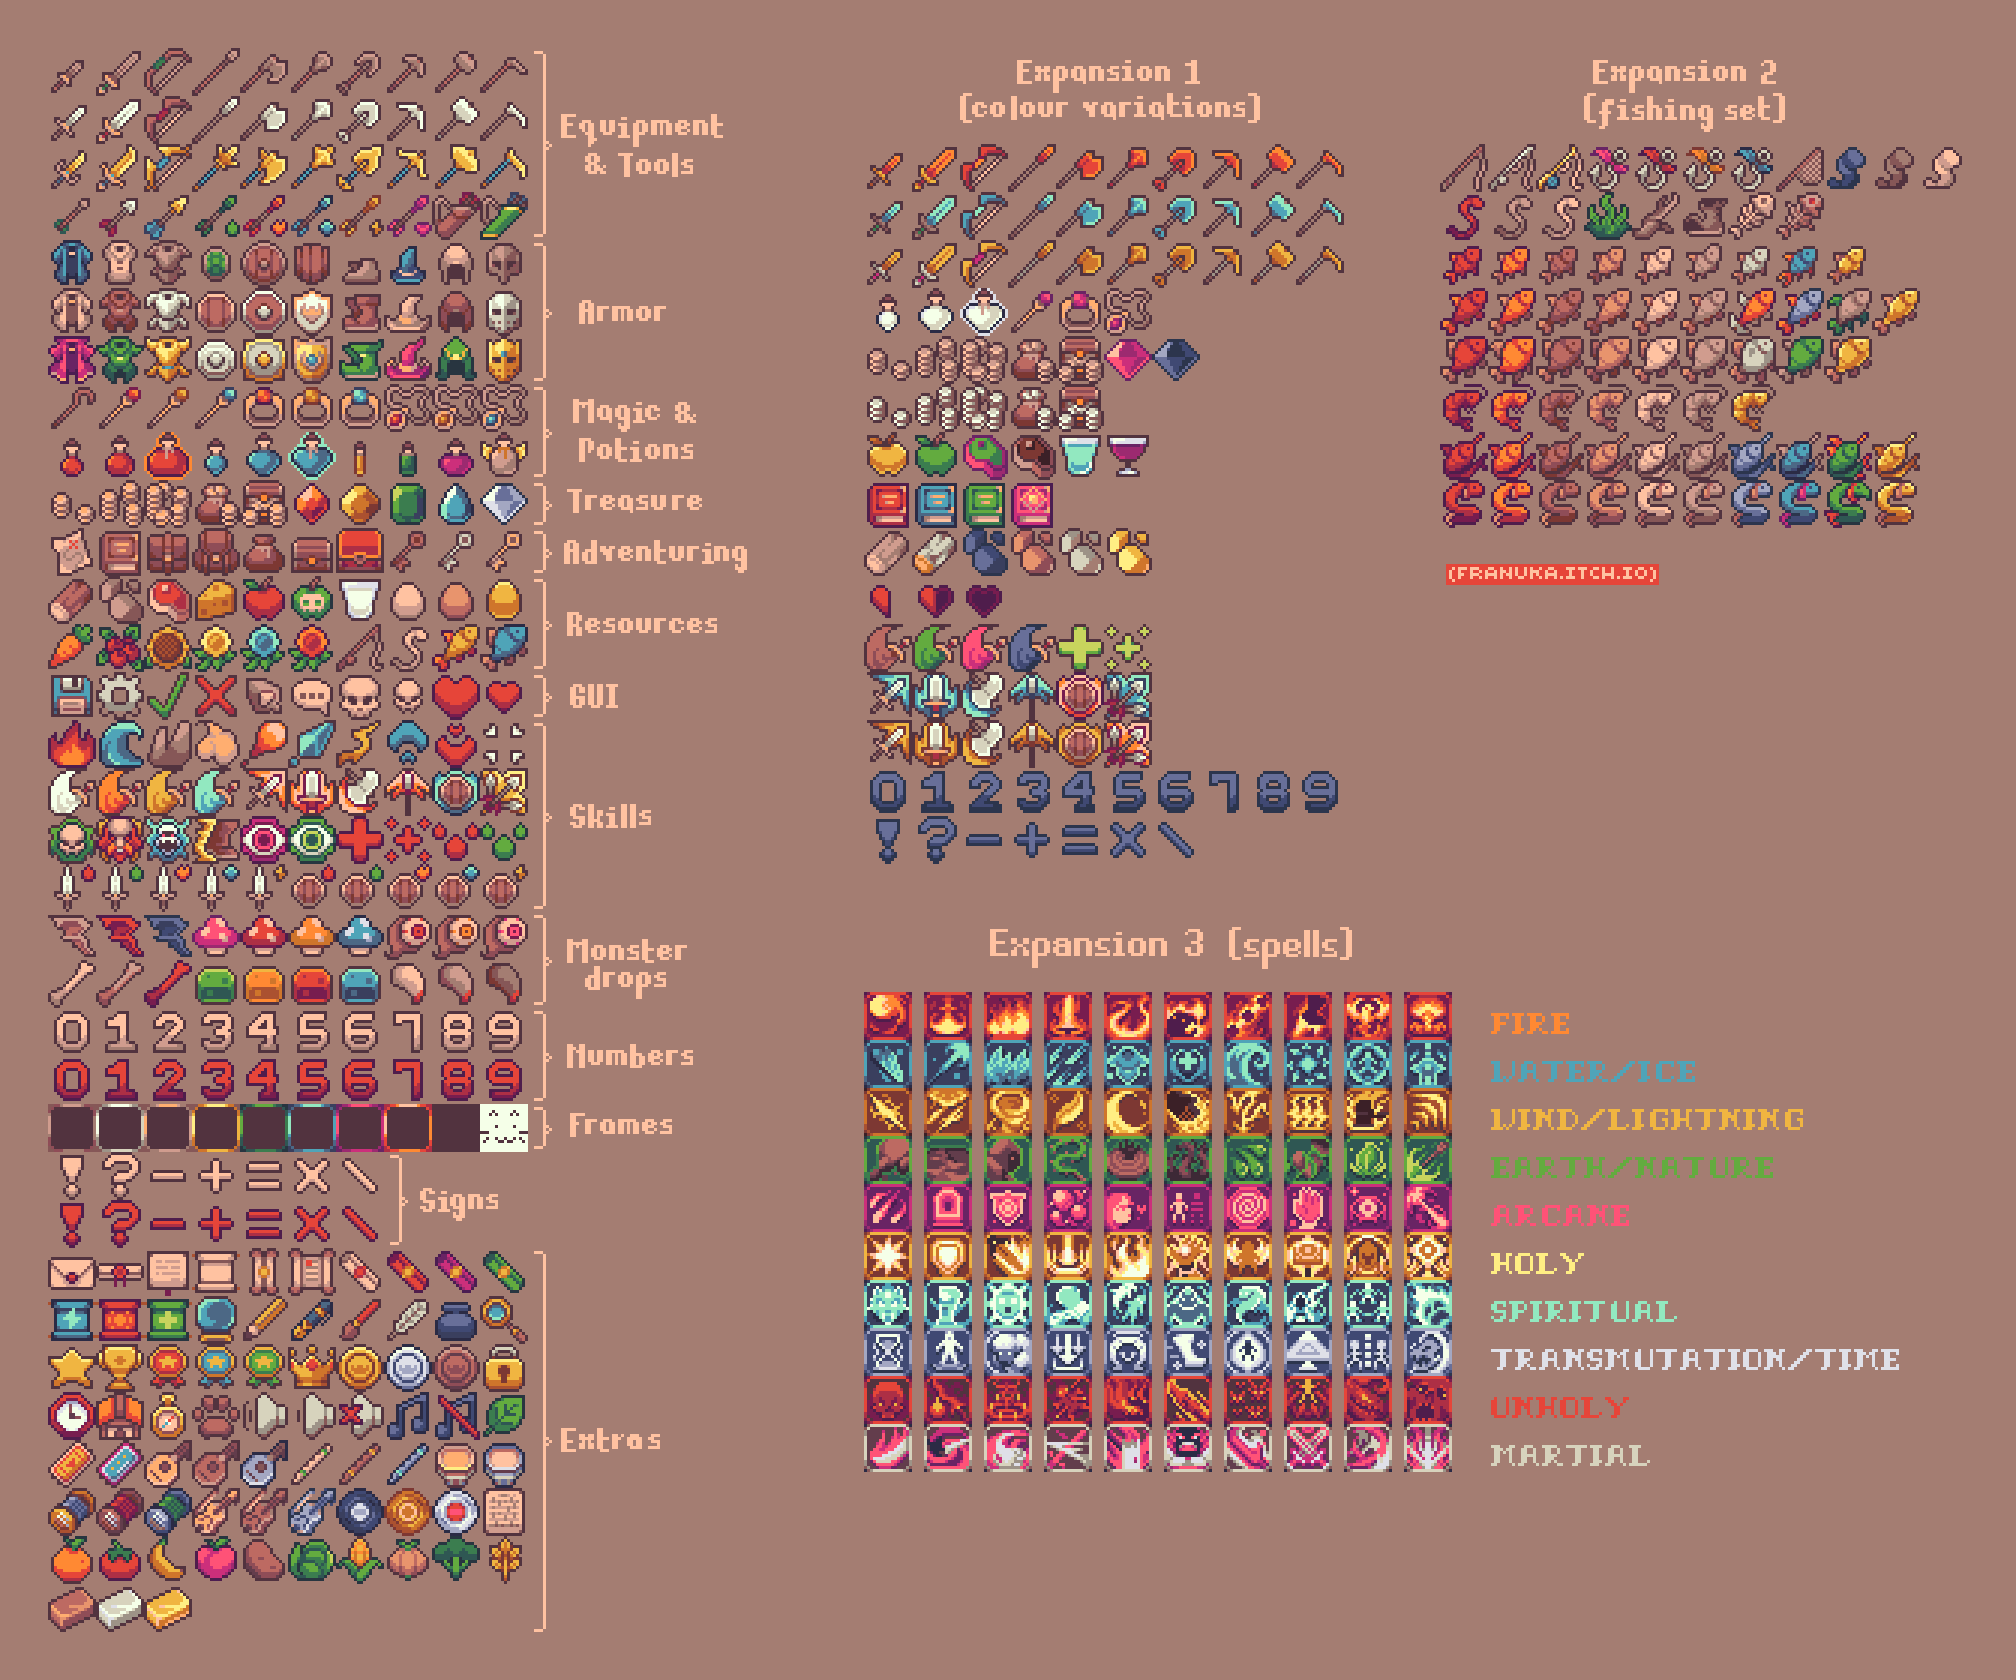 Equipment
& Tools
Armor
Magic &
Potions
Treasure
Adventuring
Resources
GUI
Skills
Monster
drops
0 1 2 3 4 5 6 7 8 9
0 1 2 3 4 5 6 7 8 9
Numbers
Frames
! ? - + = × \
! ? - + = × \
Signs
Extras
Expansion 1
(colour variations)
0 1 2 3 4 5 6 7 8 9
! ? - + = × \
Expansion 2
(fishing set)
(FRANUKA.ITCH.IO)
Expansion 3 (spells)
FIRE
WATER/ICE
WIND/LIGHTNING
EARTH/NATURE
ARCANE
HOLY
SPIRITUAL
TRANSMUTATION/TIME
UNHOLY
MARTIAL